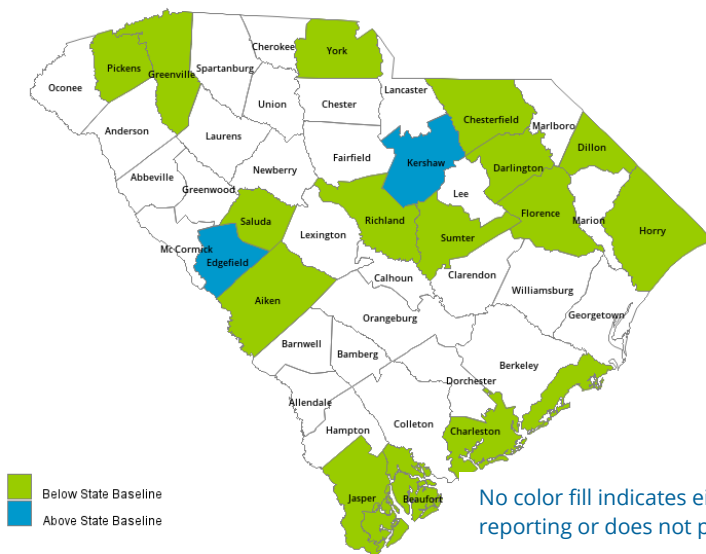 Cherokee
York
Pickens
Greenville
Spartanburg
Oconee
Lancaster
Union
Chester
Chesterfield
Marlboro
Anderson
Laurens
Dillon
Fairfield
Kershaw
Darlington
Abbeville
Newberry
Greenwood
Lee
Saluda
Richland
Florence
Marion
Horry
Lexington
Sumter
McCormick
Edgefield
Calhoun
Clarendon
Williamsburg
Aiken
Georgetown
Orangeburg
Barnwell
Bamberg
Berkeley
Dorchester
Allendale
Colleton
Hampton
Charleston
Jasper
Beaufort
Below State Baseline
Above State Baseline
No color fill indicates
reporting or does not